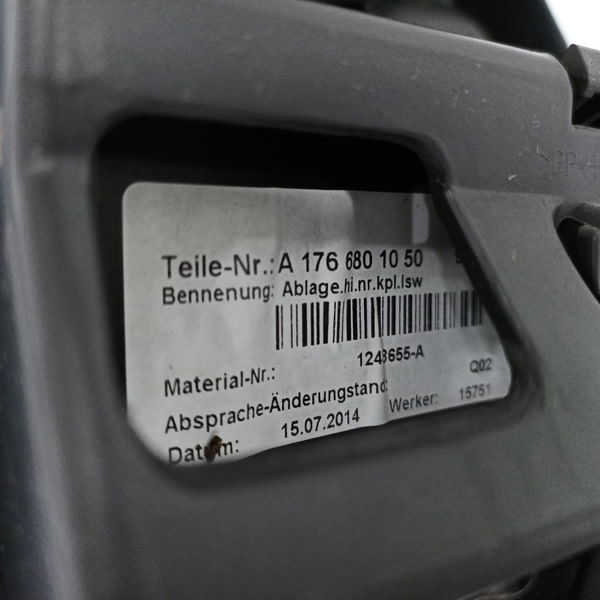 Teile-Nr.: A 176 680 10 50
Bennenung: Ablage.hi.nr.kpl.lsw
Material-Nr.: 1243655-A
Absprache-Änderungstand: Q02
Datum: 15.07.2014 Werker: 15751